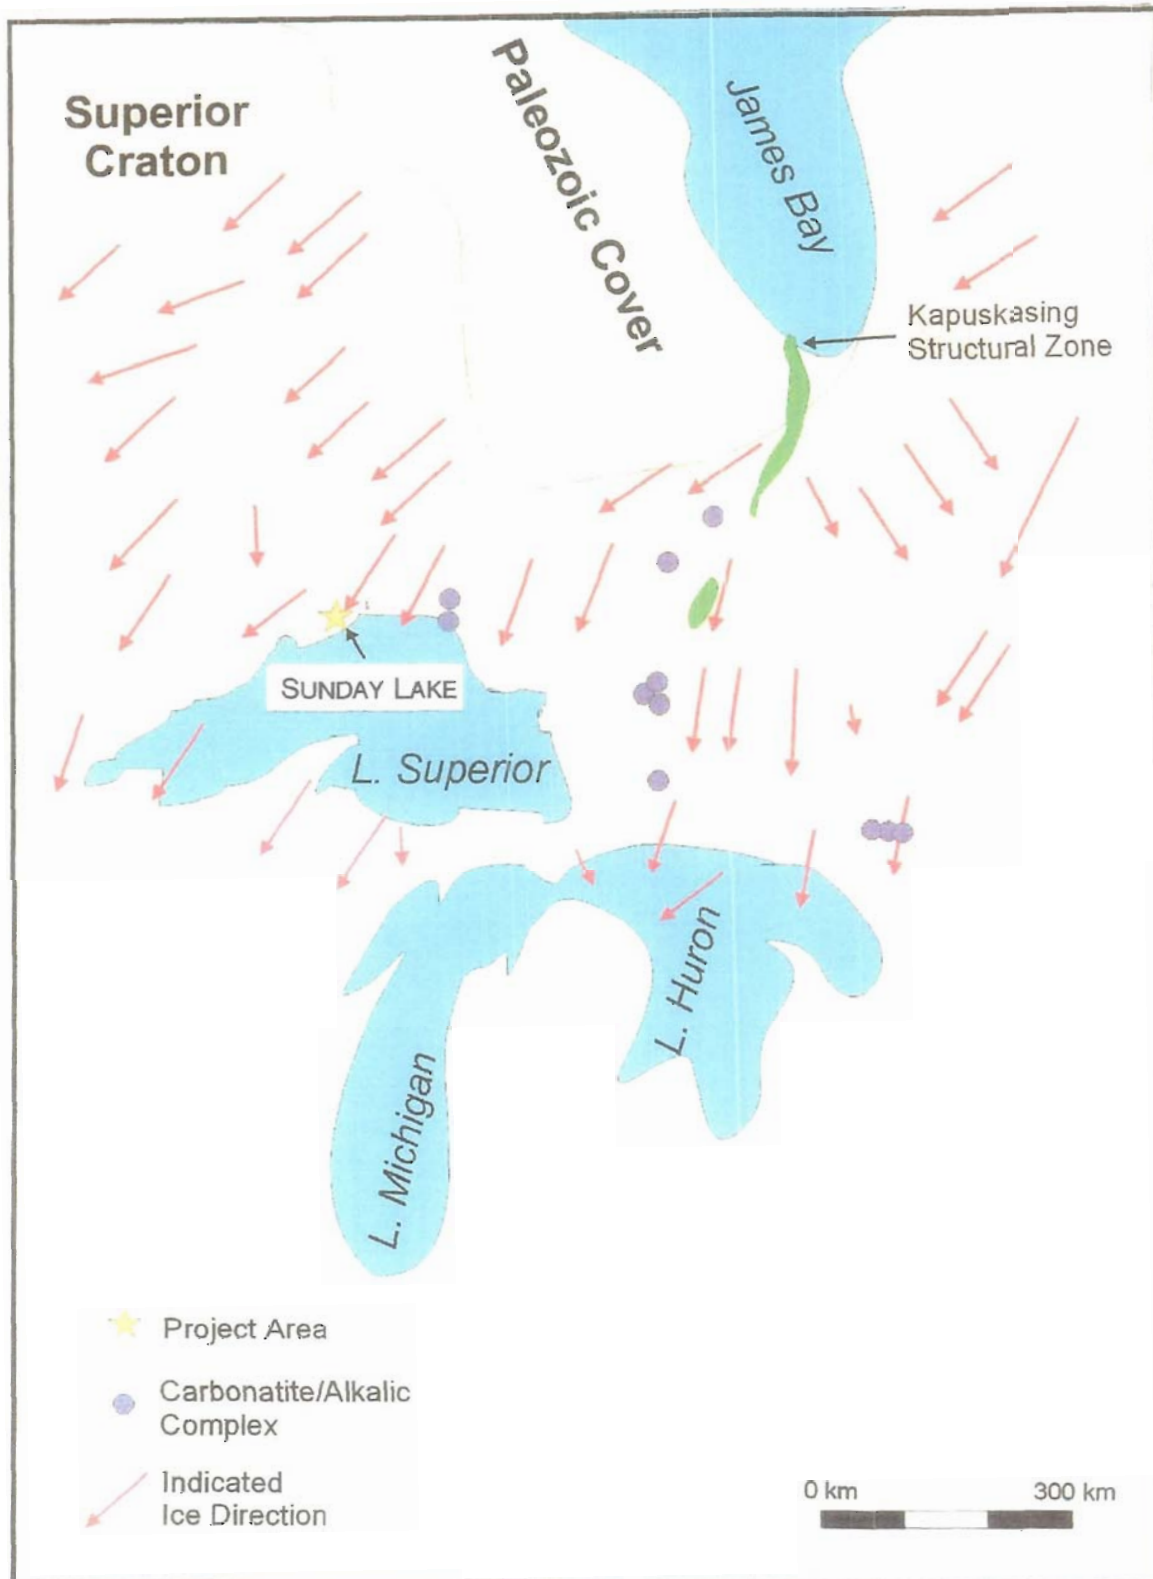 Superior
Craton
Paleozoic Cover
James Bay
Kapuskasing
Structural Zone
SUNDAY LAKE
L. Superior
L. Huron
L. Michigan
Project Area
Carbonatite/Alkalic
Complex
Indicated
Ice Direction
0 km 300 km